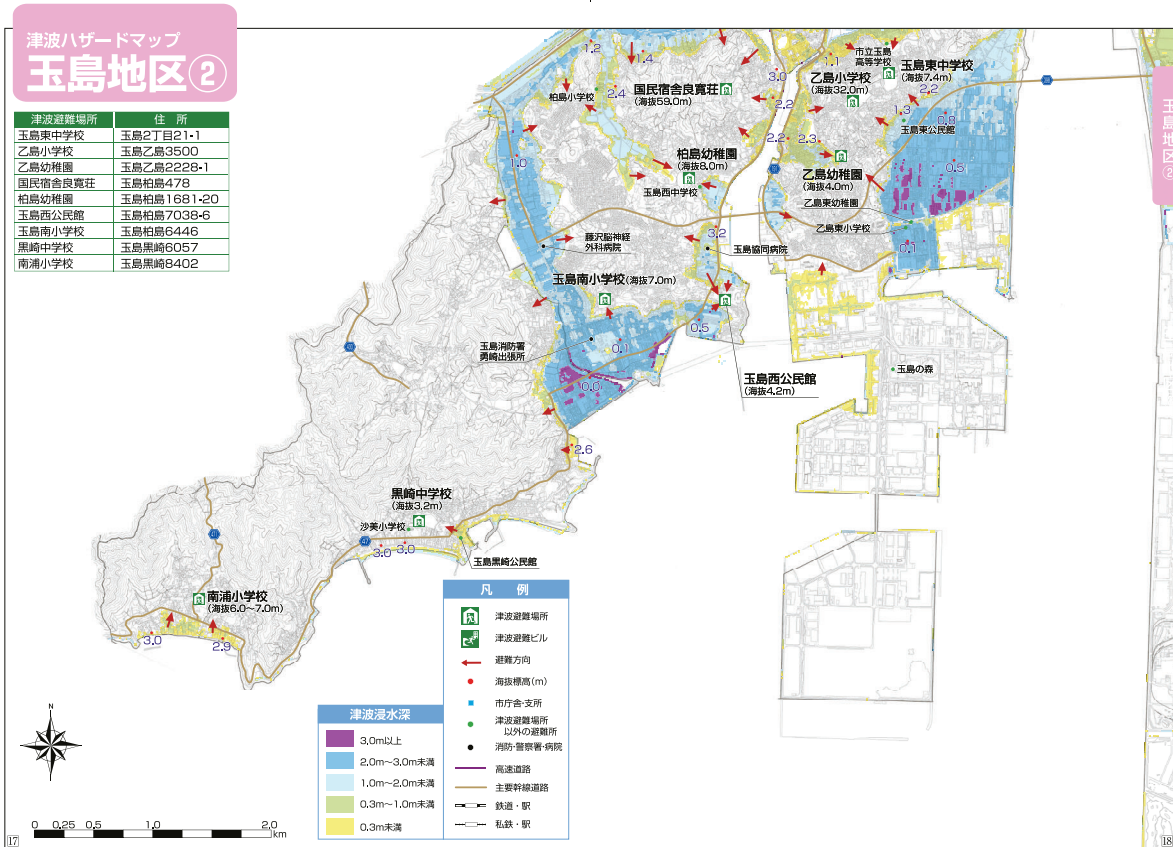 津波ハザードマップ
玉島地区②
津波避難場所 住 所
玉島東中学校 玉島2丁目21-1
乙島小学校 玉島乙島3500
乙島幼稚園 玉島乙島2228-1
国民宿舎良寛荘 玉島柏島478
柏島幼稚園 玉島柏島1681-20
玉島西公民館 玉島柏島7038-6
玉島南小学校 玉島柏島6446
黒崎中学校 玉島黒崎6057
南浦小学校 玉島黒崎8402
1.2
1.4
2.4
柏島小学校
国民宿舎良寛荘
(海抜59.0m)
3.0
2.2
1.1
市立玉島
高等学校
乙島小学校
(海抜32.0m)
玉島東中学校
(海抜7.4m)
2.2
1.3
0.8
玉島東公民館
玉島地区②
1.0
2.2
2.3
柏島幼稚園
(海抜8.0m)
玉島西中学校
乙島幼稚園
(海抜4.0m)
0.5
乙島東幼稚園
乙島東小学校
0.1
3.2
藤沢脳神経
外科病院
玉島協同病院
玉島南小学校(海抜7.0m)
0.5
玉島消防署
勇崎出張所
0.1
0.0
玉島西公民館
(海抜4.2m)
玉島の森
2.6
黒崎中学校
(海抜3.2m)
沙美小学校
47
3.0
3.0
玉島黒崎公民館
南浦小学校
(海抜6.0〜7.0m)
3.0
2.9
凡 例
津波避難場所
津波避難ビル
避難方向
海抜標高(m)
市庁舎・支所
津波避難場所
以外の避難所
消防・警察署・病院
高速道路
主要幹線道路
鉄道・駅
私鉄・駅
津波浸水深
3.0m以上
2.0m〜3.0m未満
1.0m〜2.0m未満
0.3m〜1.0m未満
0.3m未満
N
0 0.25 0.5 1.0 2.0
km
17
18